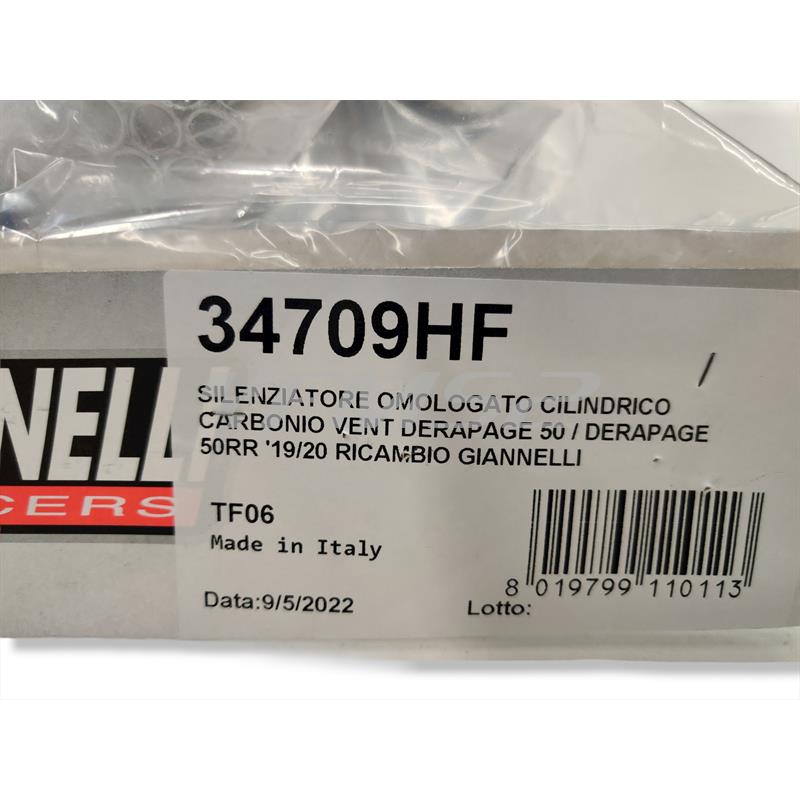 34709HF
SILENZIATORE OMOLOGATO CILINDRICO
CARBONIO VENT DERAPAGE 50 / DERAPAGE
50RR '19/20 RICAMBIO GIANNELLI
NELLI
CERS
TF06
Made in Italy
8 019799 110113
Data:9/5/2022
Lotto: